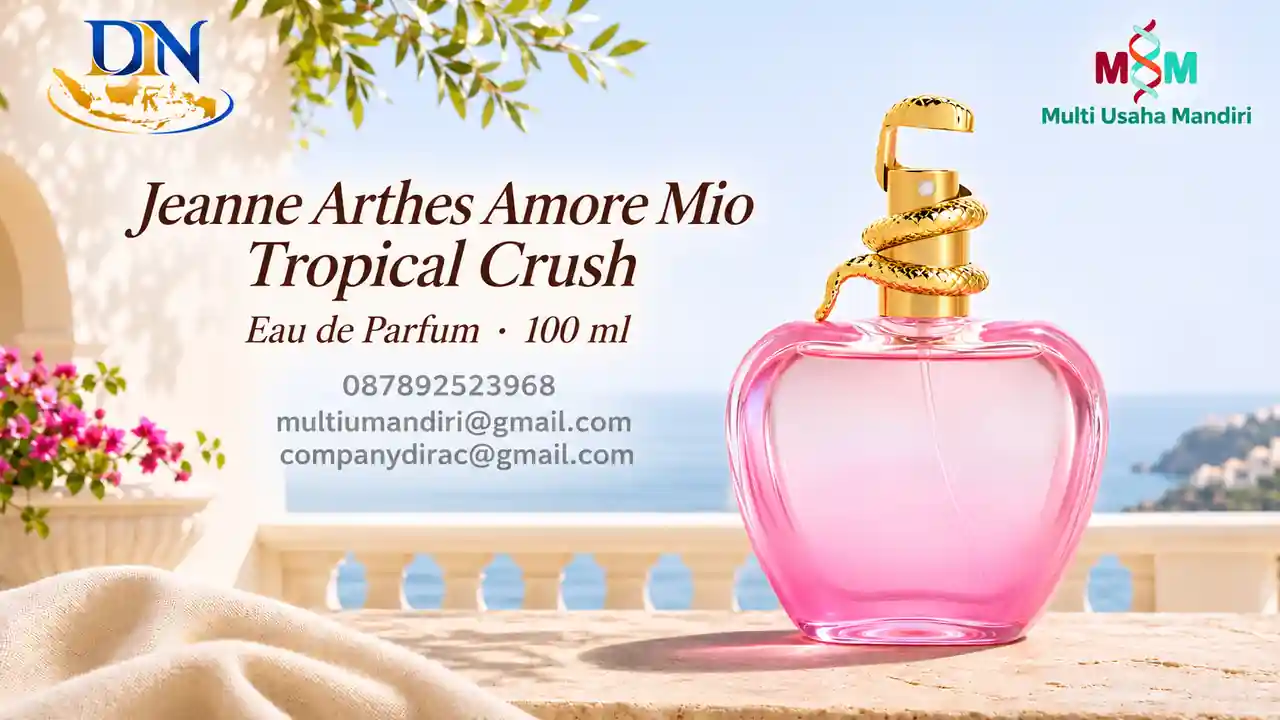 DN
MSM
Multi Usaha Mandiri
Jeanne Arthes Amore Mio
Tropical Crush
Eau de Parfum · 100 ml
087892523968
multiumandiri@gmail.com
companydirac@gmail.com